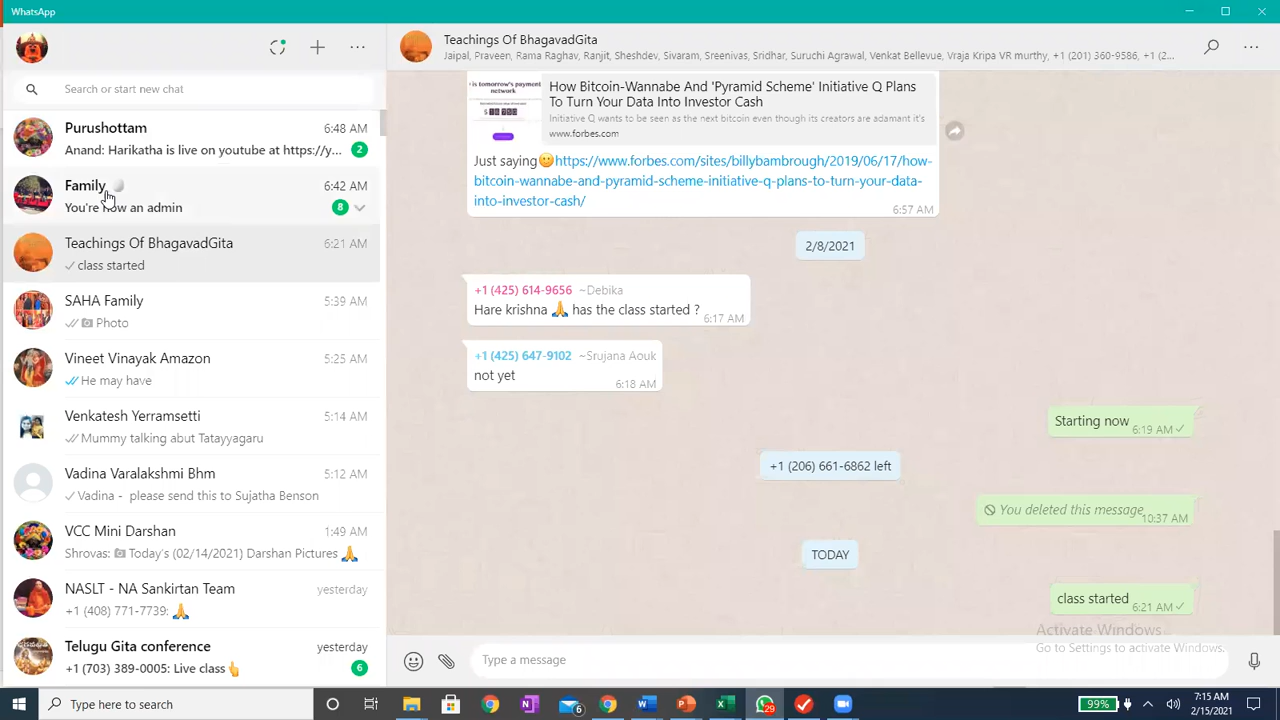 WhatsApp
Search or start new chat
Purushottam 6:48 AM
Anand: Harikatha is live on youtube at https://y... 2
Family 6:42 AM
You're now an admin 8
Teachings Of BhagavadGita 6:21 AM
class started
SAHA Family 5:39 AM
Photo
Vineet Vinayak Amazon 5:25 AM
He may have
Venkatesh Yerramsetti 5:14 AM
Mummy talking abut Tatayyagaru
Vadina Varalakshmi Bhm 5:12 AM
Vadina - please send this to Sujatha Benson
VCC Mini Darshan 1:49 AM
Shrovas: Today's (02/14/2021) Darshan Pictures 🙏
NASLT - NA Sankirtan Team yesterday
+1 (408) 771-7739: 🙏
Telugu Gita conference yesterday
+1 (703) 389-0005: Live class👆 6
Teachings Of BhagavadGita
Jaipal, Praveen, Rama Raghav, Ranjit, Sheshdev, Sivaram, Sreenivas, Sridhar, Suruchi Agrawal, Venkat Bellevue, Vraja Kripa VR murthy, +1 (201) 360-9586, +1 (2...
is tomorrow's payment
network
How Bitcoin-Wannabe And 'Pyramid Scheme' Initiative Q Plans
To Turn Your Data Into Investor Cash
Initiative Q wants to be seen as the next bitcoin even though its creators are adamant it's
www.forbes.com
Just saying🙂https://www.forbes.com/sites/billybambrough/2019/06/17/how-
bitcoin-wannabe-and-pyramid-scheme-initiative-q-plans-to-turn-your-data-
into-investor-cash/
6:57 AM
2/8/2021
+1 (425) 614-9656 ~Debika
Hare krishna 🙏 has the class started ? 6:17 AM
+1 (425) 647-9102 ~Srujana Aouk
not yet 6:18 AM
Starting now 6:19 AM
+1 (206) 661-6862 left
You deleted this message 10:37 AM
TODAY
class started 6:21 AM
Activate Windows
Go to Settings to activate Windows.
Type a message
Type here to search
6
29
99%
7:15 AM
2/15/2021